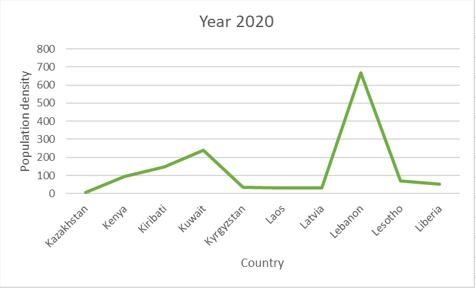 Year 2020
Population density
800
700
600
500
400
300
200
100
0
Kazakhstan
Kenya
Kiribati
Kuwait
Kyrgyzstan
Laos
Latvia
Lebanon
Lesotho
Liberia
Country